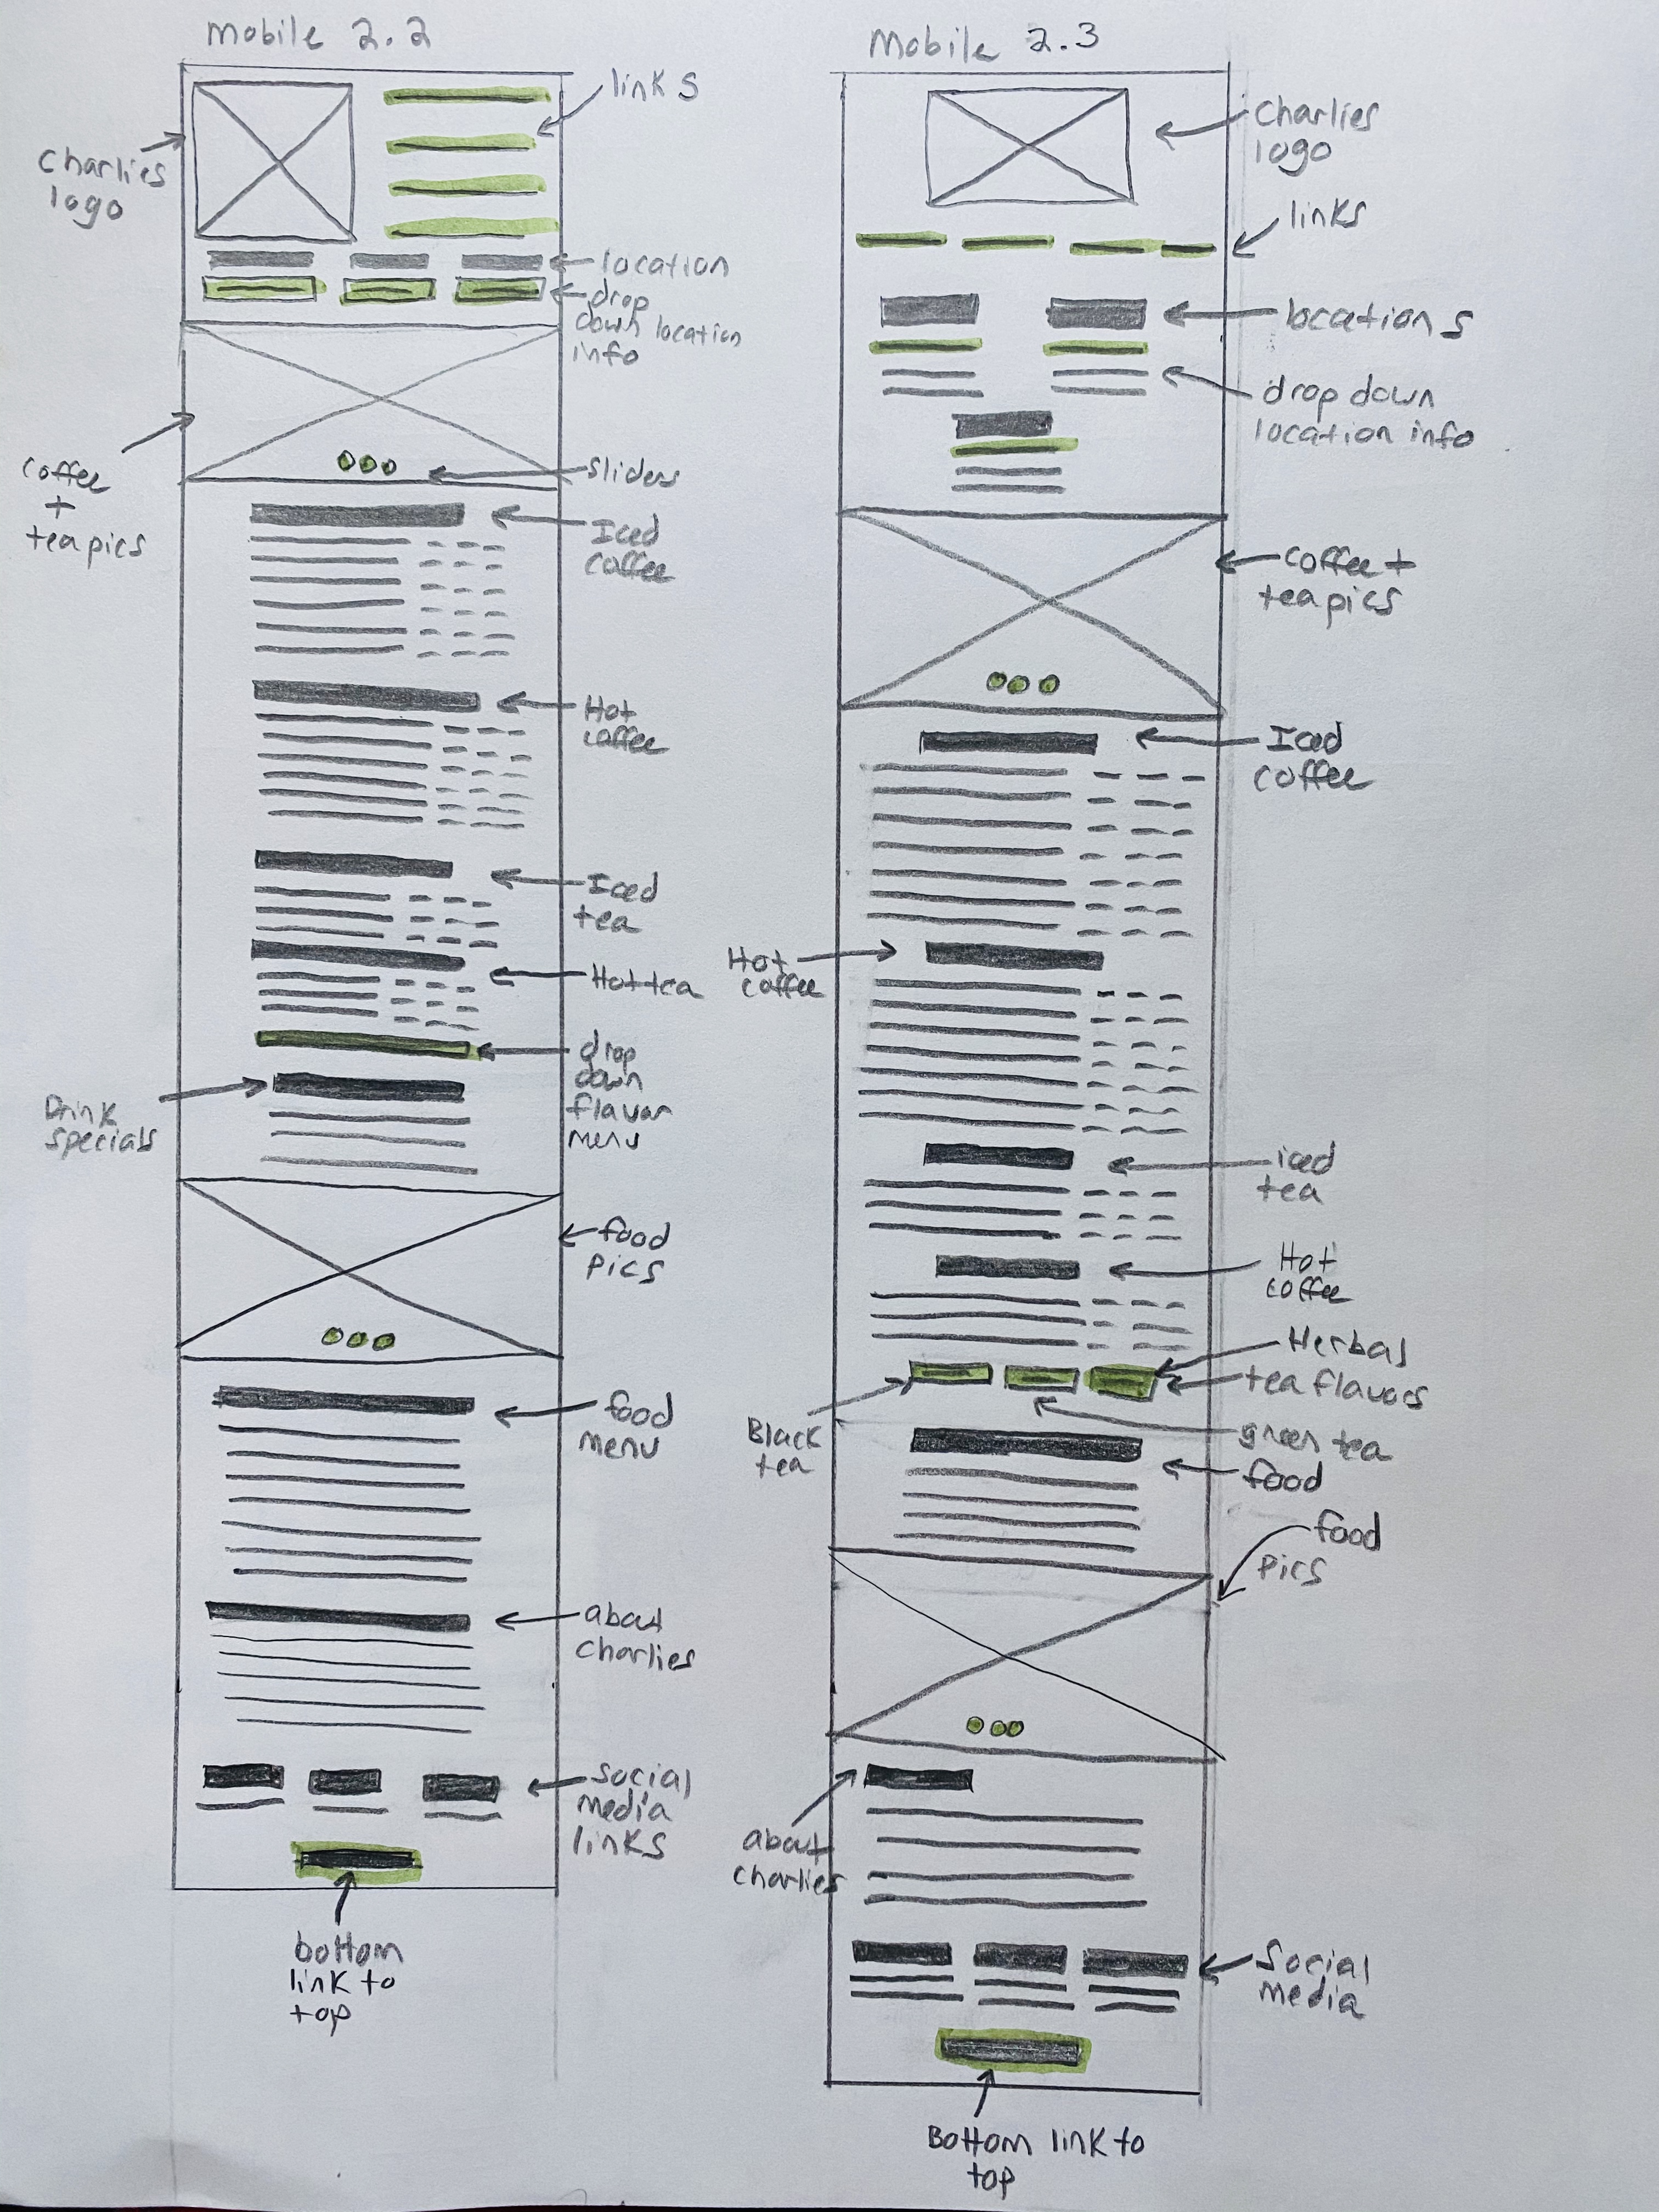 mobile 2.2
links
Charlies
logo
location
drop
down location
info
coffee
+
tea pics
sliders
Iced
coffee
Hot
coffee
Iced
tea
Hot tea
drop
down
flavor
menu
Drink
specials
food
pics
food
menu
about
charlies
social
media
links
bottom
link to
top
mobile 2.3
Charlies
logo
links
locations
drop down
location info
coffee +
tea pics
Iced
coffee
Hot
coffee
iced
tea
Hot
coffee
Herbal
tea flavors
Black
tea
green tea
food
food
pics
about
charlies
Social
media
Bottom link to
top